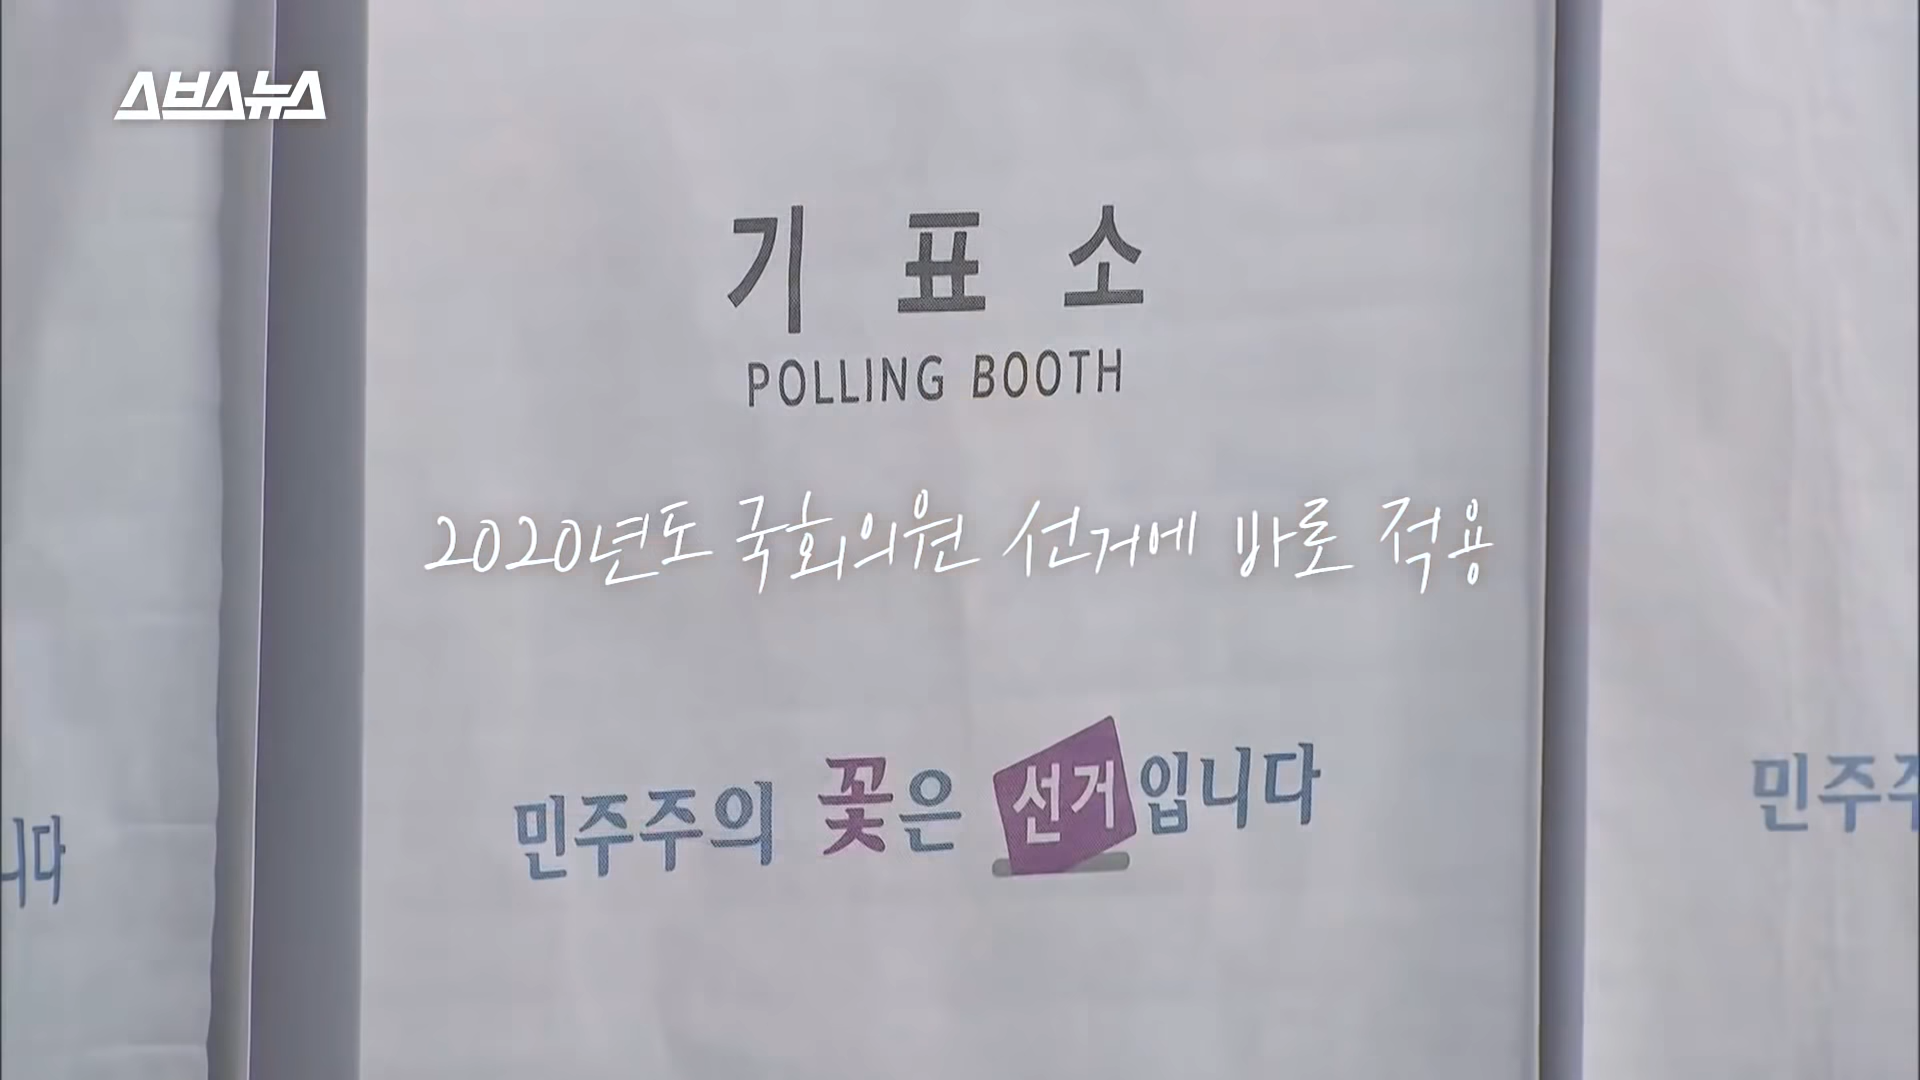 스브스뉴스
기표소
POLLING BOOTH
2020년도 국회의원 선거에 바로 적용
민주주의 꽃은 선거입니다
니다
민주주